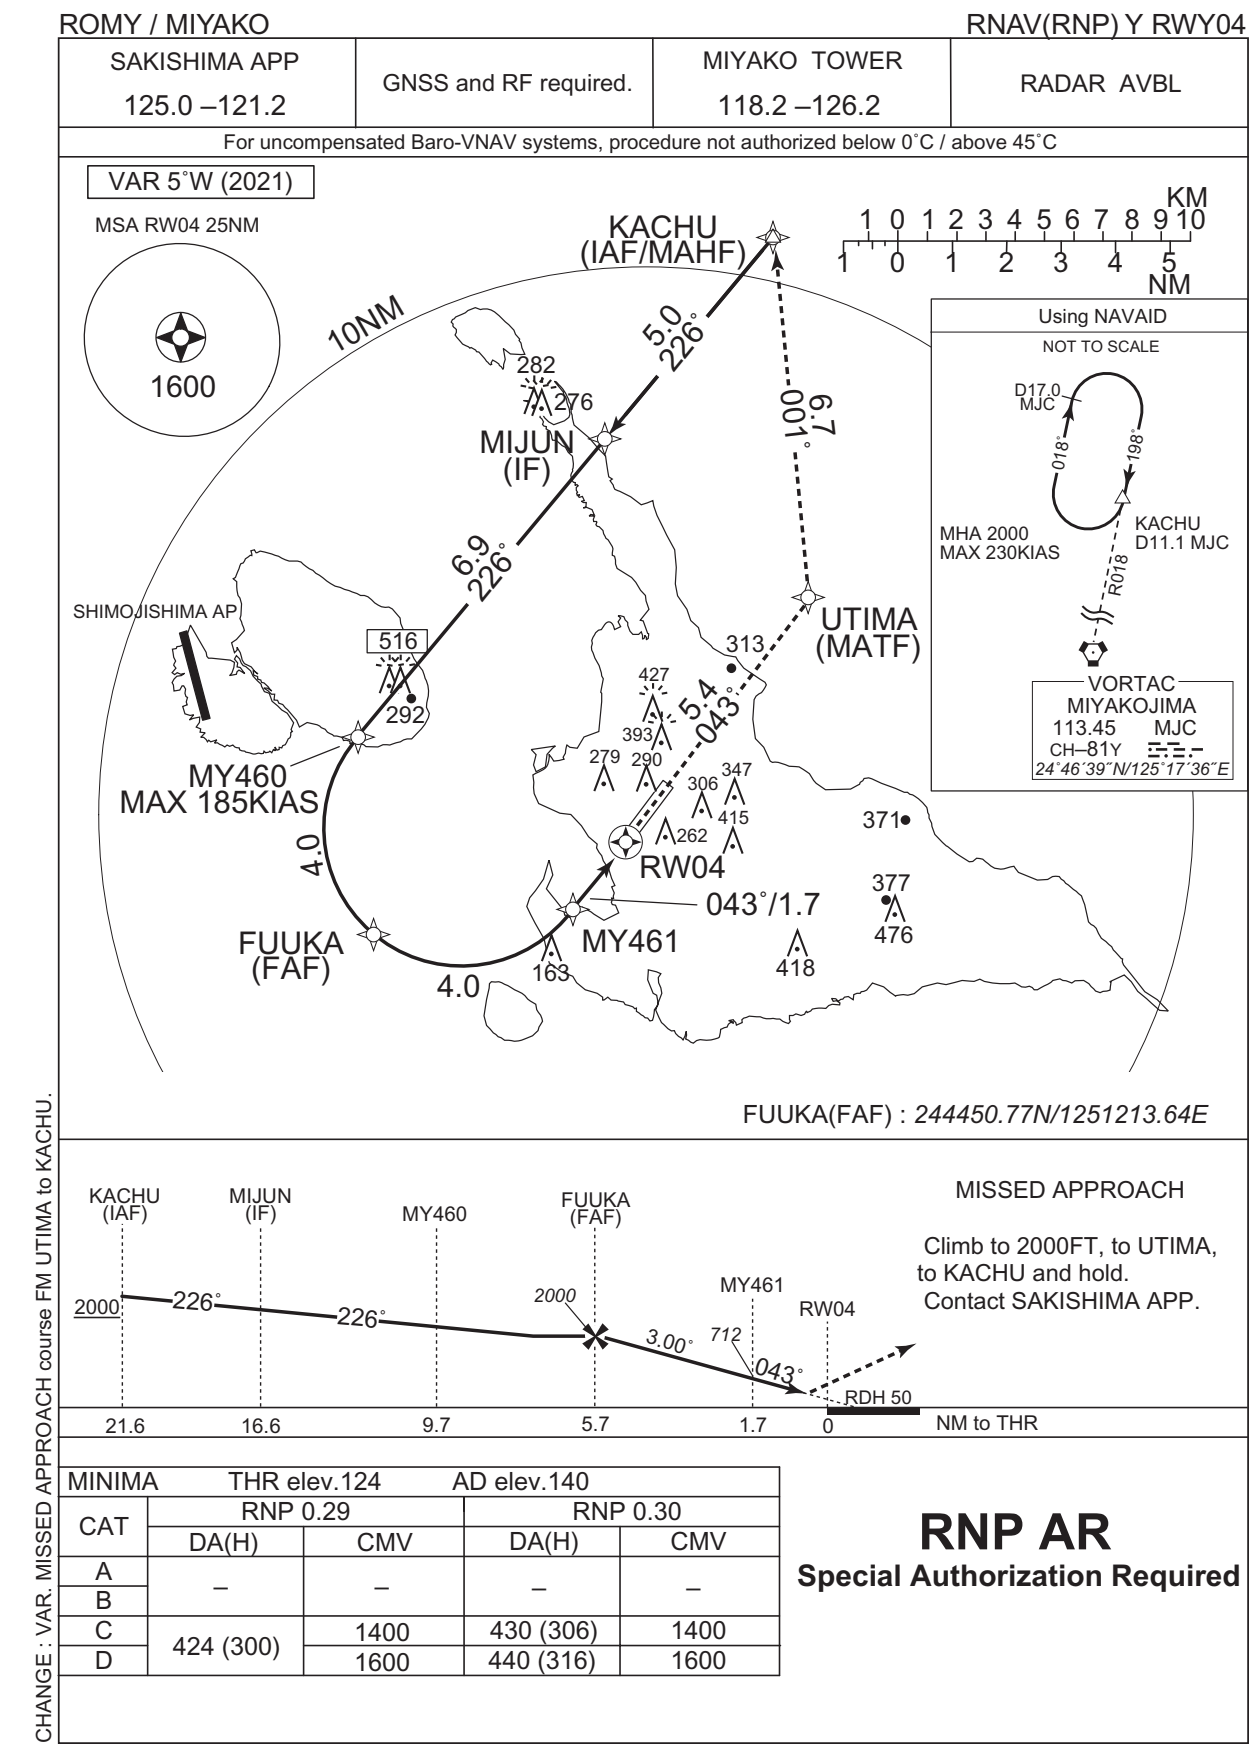 ROMY / MIYAKO
RNAV(RNP) Y RWY04
SAKISHIMA APP
125.0 –121.2
GNSS and RF required.
MIYAKO TOWER
118.2 –126.2
RADAR AVBL
For uncompensated Baro-VNAV systems, procedure not authorized below 0˚C / above 45˚C
VAR 5˚W (2021)
MSA RW04 25NM
1600
10NM
KACHU
(IAF/MAHF)
KM
1 0 1 2 3 4 5 6 7 8 9 10
1 0 1 2 3 4 5
NM
5.0
226˚
282
276
MIJUN
(IF)
6.7
001˚
6.9
226˚
Using NAVAID
NOT TO SCALE
D17.0
MJC
018˚
198˚
MHA 2000
MAX 230KIAS
KACHU
D11.1 MJC
R018
VORTAC
MIYAKOJIMA
113.45 MJC
CH–81Y
24˚46´39˝N/125˚17´36˝E
SHIMOJISHIMA AP
516
292
UTIMA
(MATF)
313
427
5.4
043˚
393
279
290
306
347
415
262
371
MY460
MAX 185KIAS
4.0
RW04
377
476
043˚/1.7
FUUKA
(FAF)
MY461
163
418
4.0
FUUKA(FAF) : 244450.77N/1251213.64E
CHANGE : VAR. MISSED APPROACH course FM UTIMA to KACHU.
KACHU
(IAF)
MIJUN
(IF)
MY460
FUUKA
(FAF)
MY461
RW04
2000
226˚
226˚
2000
3.00˚
712
043˚
RDH 50
21.6 16.6 9.7 5.7 1.7 0 NM to THR
MISSED APPROACH
Climb to 2000FT, to UTIMA,
to KACHU and hold.
Contact SAKISHIMA APP.
MINIMA THR elev.124 AD elev.140
CAT RNP 0.29 RNP 0.30
DA(H) CMV DA(H) CMV
A
B
– – – –
C 424 (300) 1400 430 (306) 1400
D 1600 440 (316) 1600
RNP AR
Special Authorization Required